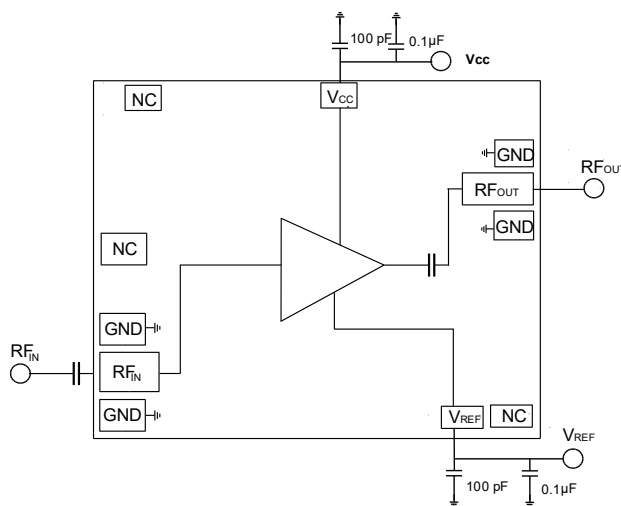 100 pF
0.1µF
Vcc
NC
VCC
GND
RFOUT
RFOUT
GND
NC
GND
RFIN
RFIN
GND
VREF
NC
VREF
100 pF
0.1µF